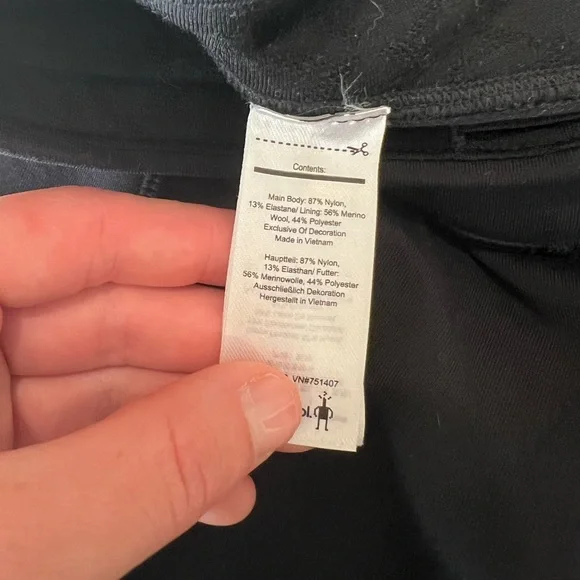 Contents:
Main Body: 87% Nylon,
13% Elastane/ Lining: 56% Merino
Wool, 44% Polyester
Exclusive Of Decoration
Made in Vietnam
Hauptteil: 87% Nylon,
13% Elasthan/ Futter:
56% Merinowolle, 44% Polyester
Ausschließlich Dekoration
Hergestellt in Vietnam
VN#751407